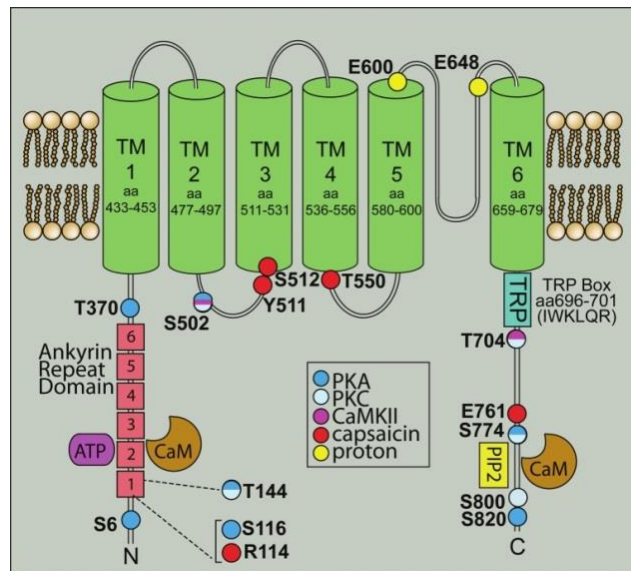 E600
E648
TM
1
aa
433-453
TM
2
aa
477-497
TM
3
aa
511-531
TM
4
aa
536-556
TM
5
aa
580-600
TM
6
aa
659-679
S512
T550
Y511
S502
T370
TRP
TRP Box
aa696-701
(IWKLQR)
T704
Ankyrin
Repeat
Domain
6
5
4
3
2
1
ATP
CaM
PKA
PKC
CaMKII
capsaicin
proton
E761
S774
PIP2
CaM
T144
S6
S116
R114
S800
S820
N
C